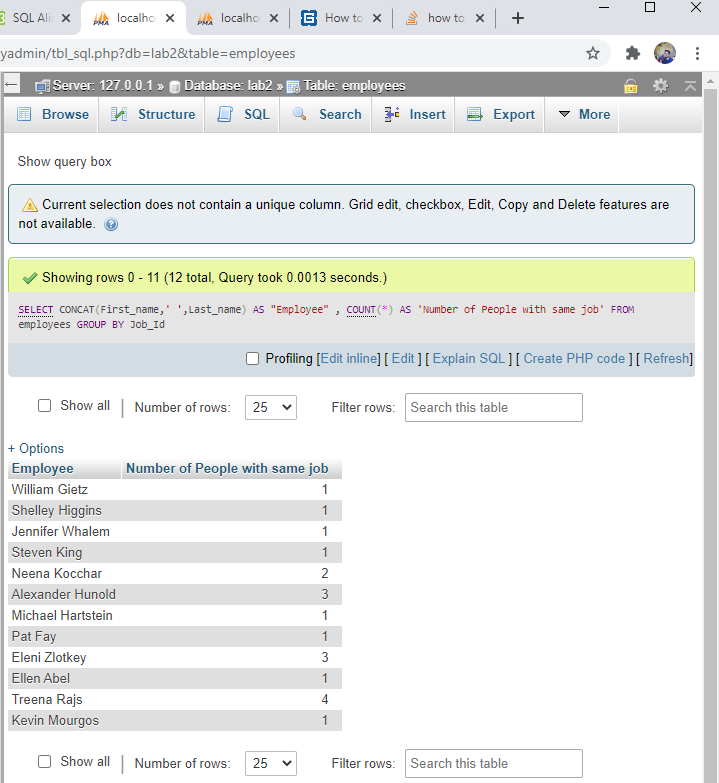 SQL Ali
localho
localho
How to
how to
yadmin/tbl_sql.php?db=lab2&table=employees
Server: 127.0.0.1 » Database: lab2 » Table: employees
Browse Structure SQL Search Insert Export More
Show query box
Current selection does not contain a unique column. Grid edit, checkbox, Edit, Copy and Delete features are
not available.
Showing rows 0 - 11 (12 total, Query took 0.0013 seconds.)
SELECT CONCAT(First_name,' ',Last_name) AS "Employee" , COUNT(*) AS 'Number of People with same job' FROM
employees GROUP BY Job_Id
Profiling [Edit inline] [ Edit ] [ Explain SQL ] [ Create PHP code ] [ Refresh]
Show all | Number of rows: 25 Filter rows: Search this table
+ Options
Employee Number of People with same job
William Gietz 1
Shelley Higgins 1
Jennifer Whalem 1
Steven King 1
Neena Kocchar 2
Alexander Hunold 3
Michael Hartstein 1
Pat Fay 1
Eleni Zlotkey 3
Ellen Abel 1
Treena Rajs 4
Kevin Mourgos 1
Show all | Number of rows: 25 Filter rows: Search this table